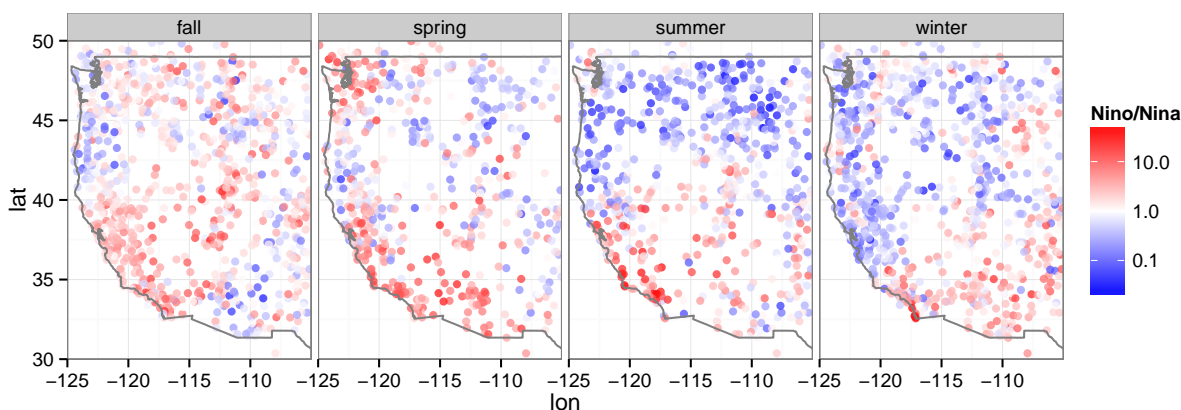 fall spring summer winter
50
45
40
35
30
lat
−125 −120 −115 −110 −125 −120 −115 −110 −125 −120 −115 −110 −125 −120 −115 −110
lon
Nino/Nina
10.0
1.0
0.1